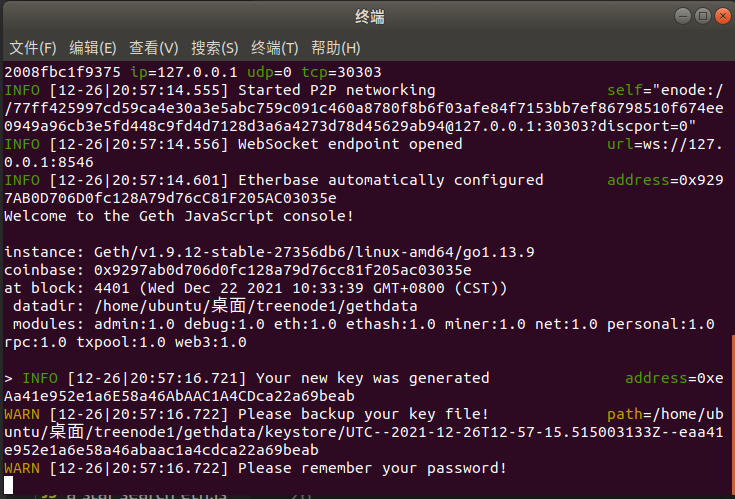 终端
文件(F) 编辑(E) 查看(V) 搜索(S) 终端(T) 帮助(H)
2008fbc1f9375 ip=127.0.0.1 udp=0 tcp=30303
INFO [12-26|20:57:14.555] Started P2P networking self="enode:/
/77ff425997cd59ca4e30a3e5abc759c091c460a8780f8b6f03afe84f7153bb7ef86798510f674ee
0949a96cb3e5fd448c9fd4d7128d3a6a4273d78d45629ab94@127.0.0.1:30303?discport=0"
INFO [12-26|20:57:14.556] WebSocket endpoint opened url=ws://127.
0.0.1:8546
INFO [12-26|20:57:14.601] Etherbase automatically configured address=0x929
7AB0D706D0fc128A79d76cC81F205AC03035e
Welcome to the Geth JavaScript console!
instance: Geth/v1.9.12-stable-27356db6/linux-amd64/go1.13.9
coinbase: 0x9297ab0d706d0fc128a79d76cc81f205ac03035e
at block: 4401 (Wed Dec 22 2021 10:33:39 GMT+0800 (CST))
datadir: /home/ubuntu/桌面/treenode1/gethdata
modules: admin:1.0 debug:1.0 eth:1.0 ethash:1.0 miner:1.0 net:1.0 personal:1.0
rpc:1.0 txpool:1.0 web3:1.0
> INFO [12-26|20:57:16.721] Your new key was generated address=0xe
Aa41e952e1a6E58a46AbAAC1A4CDca22a69beab
WARN [12-26|20:57:16.722] Please backup your key file! path=/home/ub
untu/桌面/treenode1/gethdata/keystore/UTC--2021-12-26T12-57-15.515003133Z--eaa41
e952e1a6e58a46abaac1a4cdca22a69beab
WARN [12-26|20:57:16.722] Please remember your password!